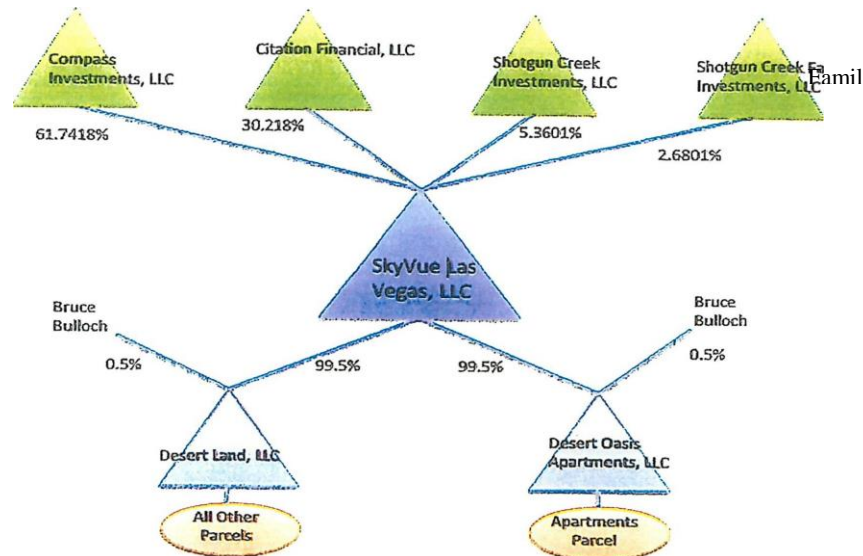 Compass
Investments, LLC
Citation Financial, LLC
Shotgun Creek
Investments, LLC
Shotgun Creek Fa
Investments, LLC
Famil
61.7418%
30.218%
5.3601%
2.6801%
SkyVue Las
Vegas, LLC
Bruce
Bulloch
Bruce
Bulloch
0.5%
99.5%
99.5%
0.5%
Desert Land, LLC
Desert Oasis
Apartments, LLC
All Other
Parcels
Apartments
Parcel